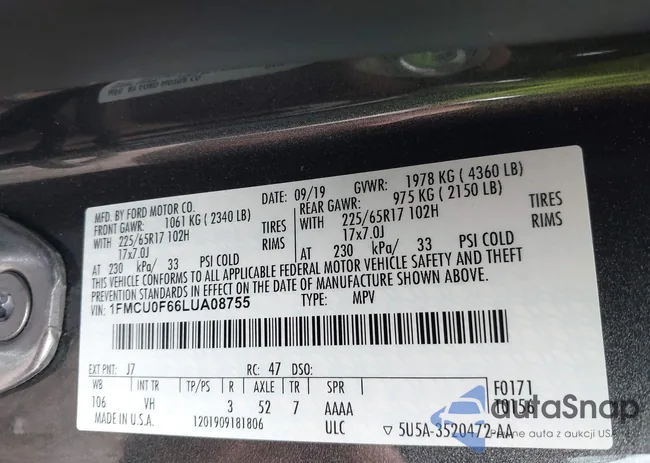 MFD. BY FORD MOTOR CO.
DATE: 09/19
GVWR: 1978 KG ( 4360 LB)
FRONT GAWR: 1061 KG ( 2340 LB)
REAR GAWR: 975 KG ( 2150 LB)
WITH 225/65R17 102H TIRES
17x7.0J RIMS
AT 230 kPa/ 33 PSI COLD
WITH 225/65R17 102H TIRES
17x7.0J RIMS
AT 230 kPa/ 33 PSI COLD
THIS VEHICLE CONFORMS TO ALL APPLICABLE FEDERAL MOTOR VEHICLE SAFETY AND THEFT
PREVENTION STANDARDS IN EFFECT ON THE DATE OF MANUFACTURE SHOWN ABOVE.
VIN: 1FMCU0F66LUA08755
TYPE: MPV
EXT PNT: J7 RC: 47 DSO:
WB INT TR TP/PS R AXLE TR SPR
106 VH 3 52 7 AAAA
F0171
T0156
MADE IN U.S.A. 1201909181806 ULC
▽ 5U5A-3520472-AA
autoSnap
Pewne auta z aukcji USA